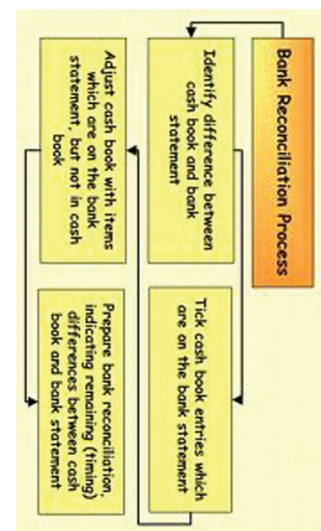 Bank Reconciliation Process
Identify difference between
cash book and bank
statement
Tick cash book entries which
are on the bank statement
Adjust cash book with items
which are on the bank
statement, but not in cash
book
Prepare bank reconciliation,
indicating remaining (timing)
differences between cash
book and bank statement